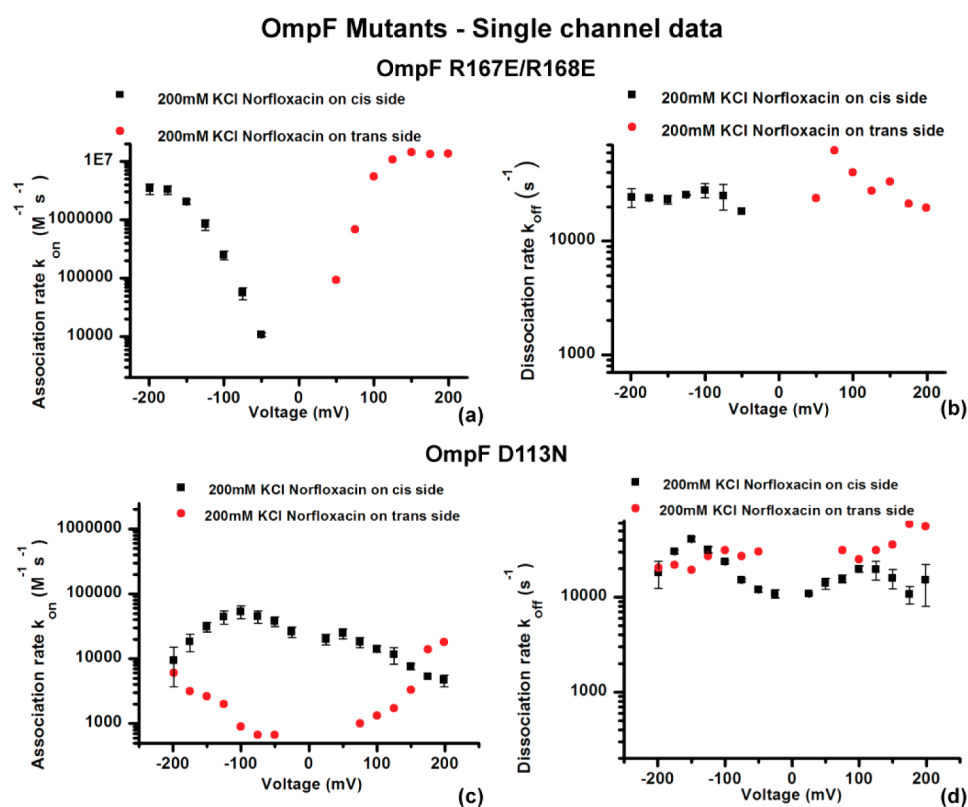 OmpF Mutants - Single channel data
OmpF R167E/R168E
200mM KCl Norfloxacin on cis side
200mM KCl Norfloxacin on trans side
Association rate k_on (M^-1 s^-1)
1E7
1000000
100000
10000
-200 -100 0 100 200
Voltage (mV)
(a)
200mM KCl Norfloxacin on cis side
200mM KCl Norfloxacin on trans side
Dissociation rate k_off (s^-1)
10000
1000
-200 -100 0 100 200
Voltage (mV)
(b)
OmpF D113N
200mM KCl Norfloxacin on cis side
200mM KCl Norfloxacin on trans side
Association rate k_on (M^-1 s^-1)
1000000
100000
10000
1000
-200 -100 0 100 200
Voltage (mV)
(c)
200mM KCl Norfloxacin on cis side
200mM KCl Norfloxacin on trans side
Dissociation rate k_off (s^-1)
10000
1000
-200 -100 0 100 200
Voltage (mV)
(d)